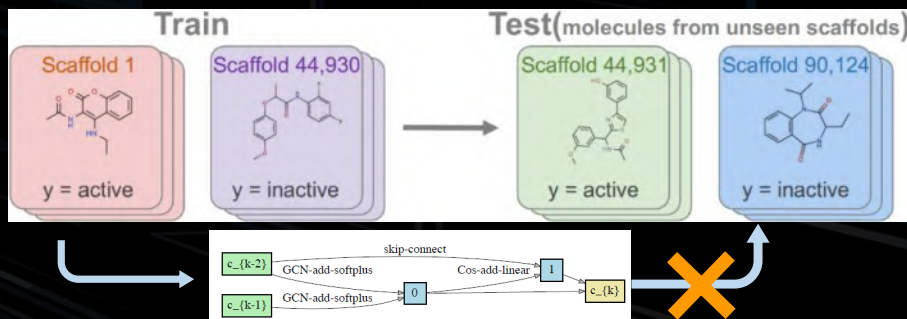 Train
Test(molecules from unseen scaffolds)
Scaffold 1
Scaffold 44,930
Scaffold 44,931
Scaffold 90,124
y = active
y = inactive
y = active
y = inactive
skip-connect
c_{k-2}
GCN-add-softplus
Cos-add-linear
1
0
c_{k}
c_{k-1}
GCN-add-softplus